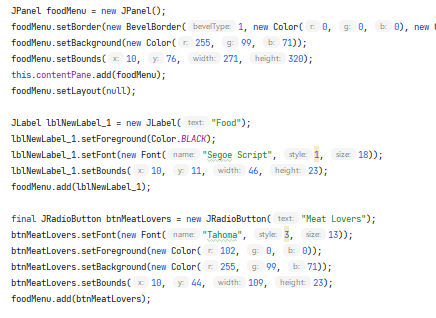 JPanel foodMenu = new JPanel();
foodMenu.setBorder(new BevelBorder( bevelType: 1, new Color( r: 0, g: 0, b: 0), new
foodMenu.setBackground(new Color( r: 255, g: 99, b: 71));
foodMenu.setBounds( x: 10, y: 76, width: 271, height: 320);
this.contentPane.add(foodMenu);
foodMenu.setLayout(null);
JLabel lblNewLabel_1 = new JLabel( text: "Food");
lblNewLabel_1.setForeground(Color.BLACK);
lblNewLabel_1.setFont(new Font( name: "Segoe Script", style: 1, size: 18));
lblNewLabel_1.setBounds( x: 10, y: 11, width: 46, height: 23);
foodMenu.add(lblNewLabel_1);
final JRadioButton btnMeatLovers = new JRadioButton( text: "Meat Lovers");
btnMeatLovers.setFont(new Font( name: "Tahoma", style: 3, size: 13));
btnMeatLovers.setForeground(new Color( r: 102, g: 0, b: 0));
btnMeatLovers.setBackground(new Color( r: 255, g: 99, b: 71));
btnMeatLovers.setBounds( x: 10, y: 44, width: 109, height: 23);
foodMenu.add(btnMeatLovers);